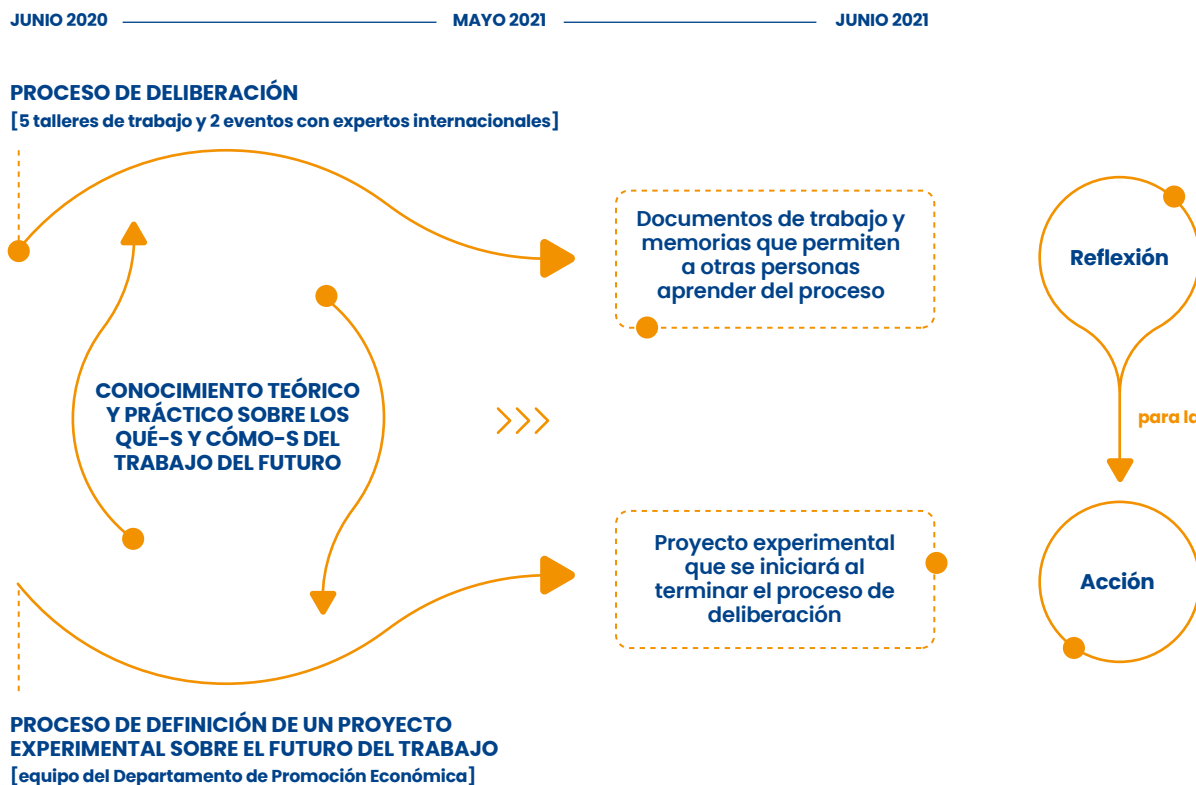 JUNIO 2020 MAYO 2021 JUNIO 2021
PROCESO DE DELIBERACIÓN
[5 talleres de trabajo y 2 eventos con expertos internacionales]
Documentos de trabajo y
memorias que permiten
a otras personas
aprender del proceso
Reflexión
CONOCIMIENTO TEÓRICO
Y PRÁCTICO SOBRE LOS
QUÉ-S Y CÓMO-S DEL
TRABAJO DEL FUTURO
para la
Proyecto experimental
que se iniciará al
terminar el proceso de
deliberación
Acción
PROCESO DE DEFINICIÓN DE UN PROYECTO
EXPERIMENTAL SOBRE EL FUTURO DEL TRABAJO
[equipo del Departamento de Promoción Económica]